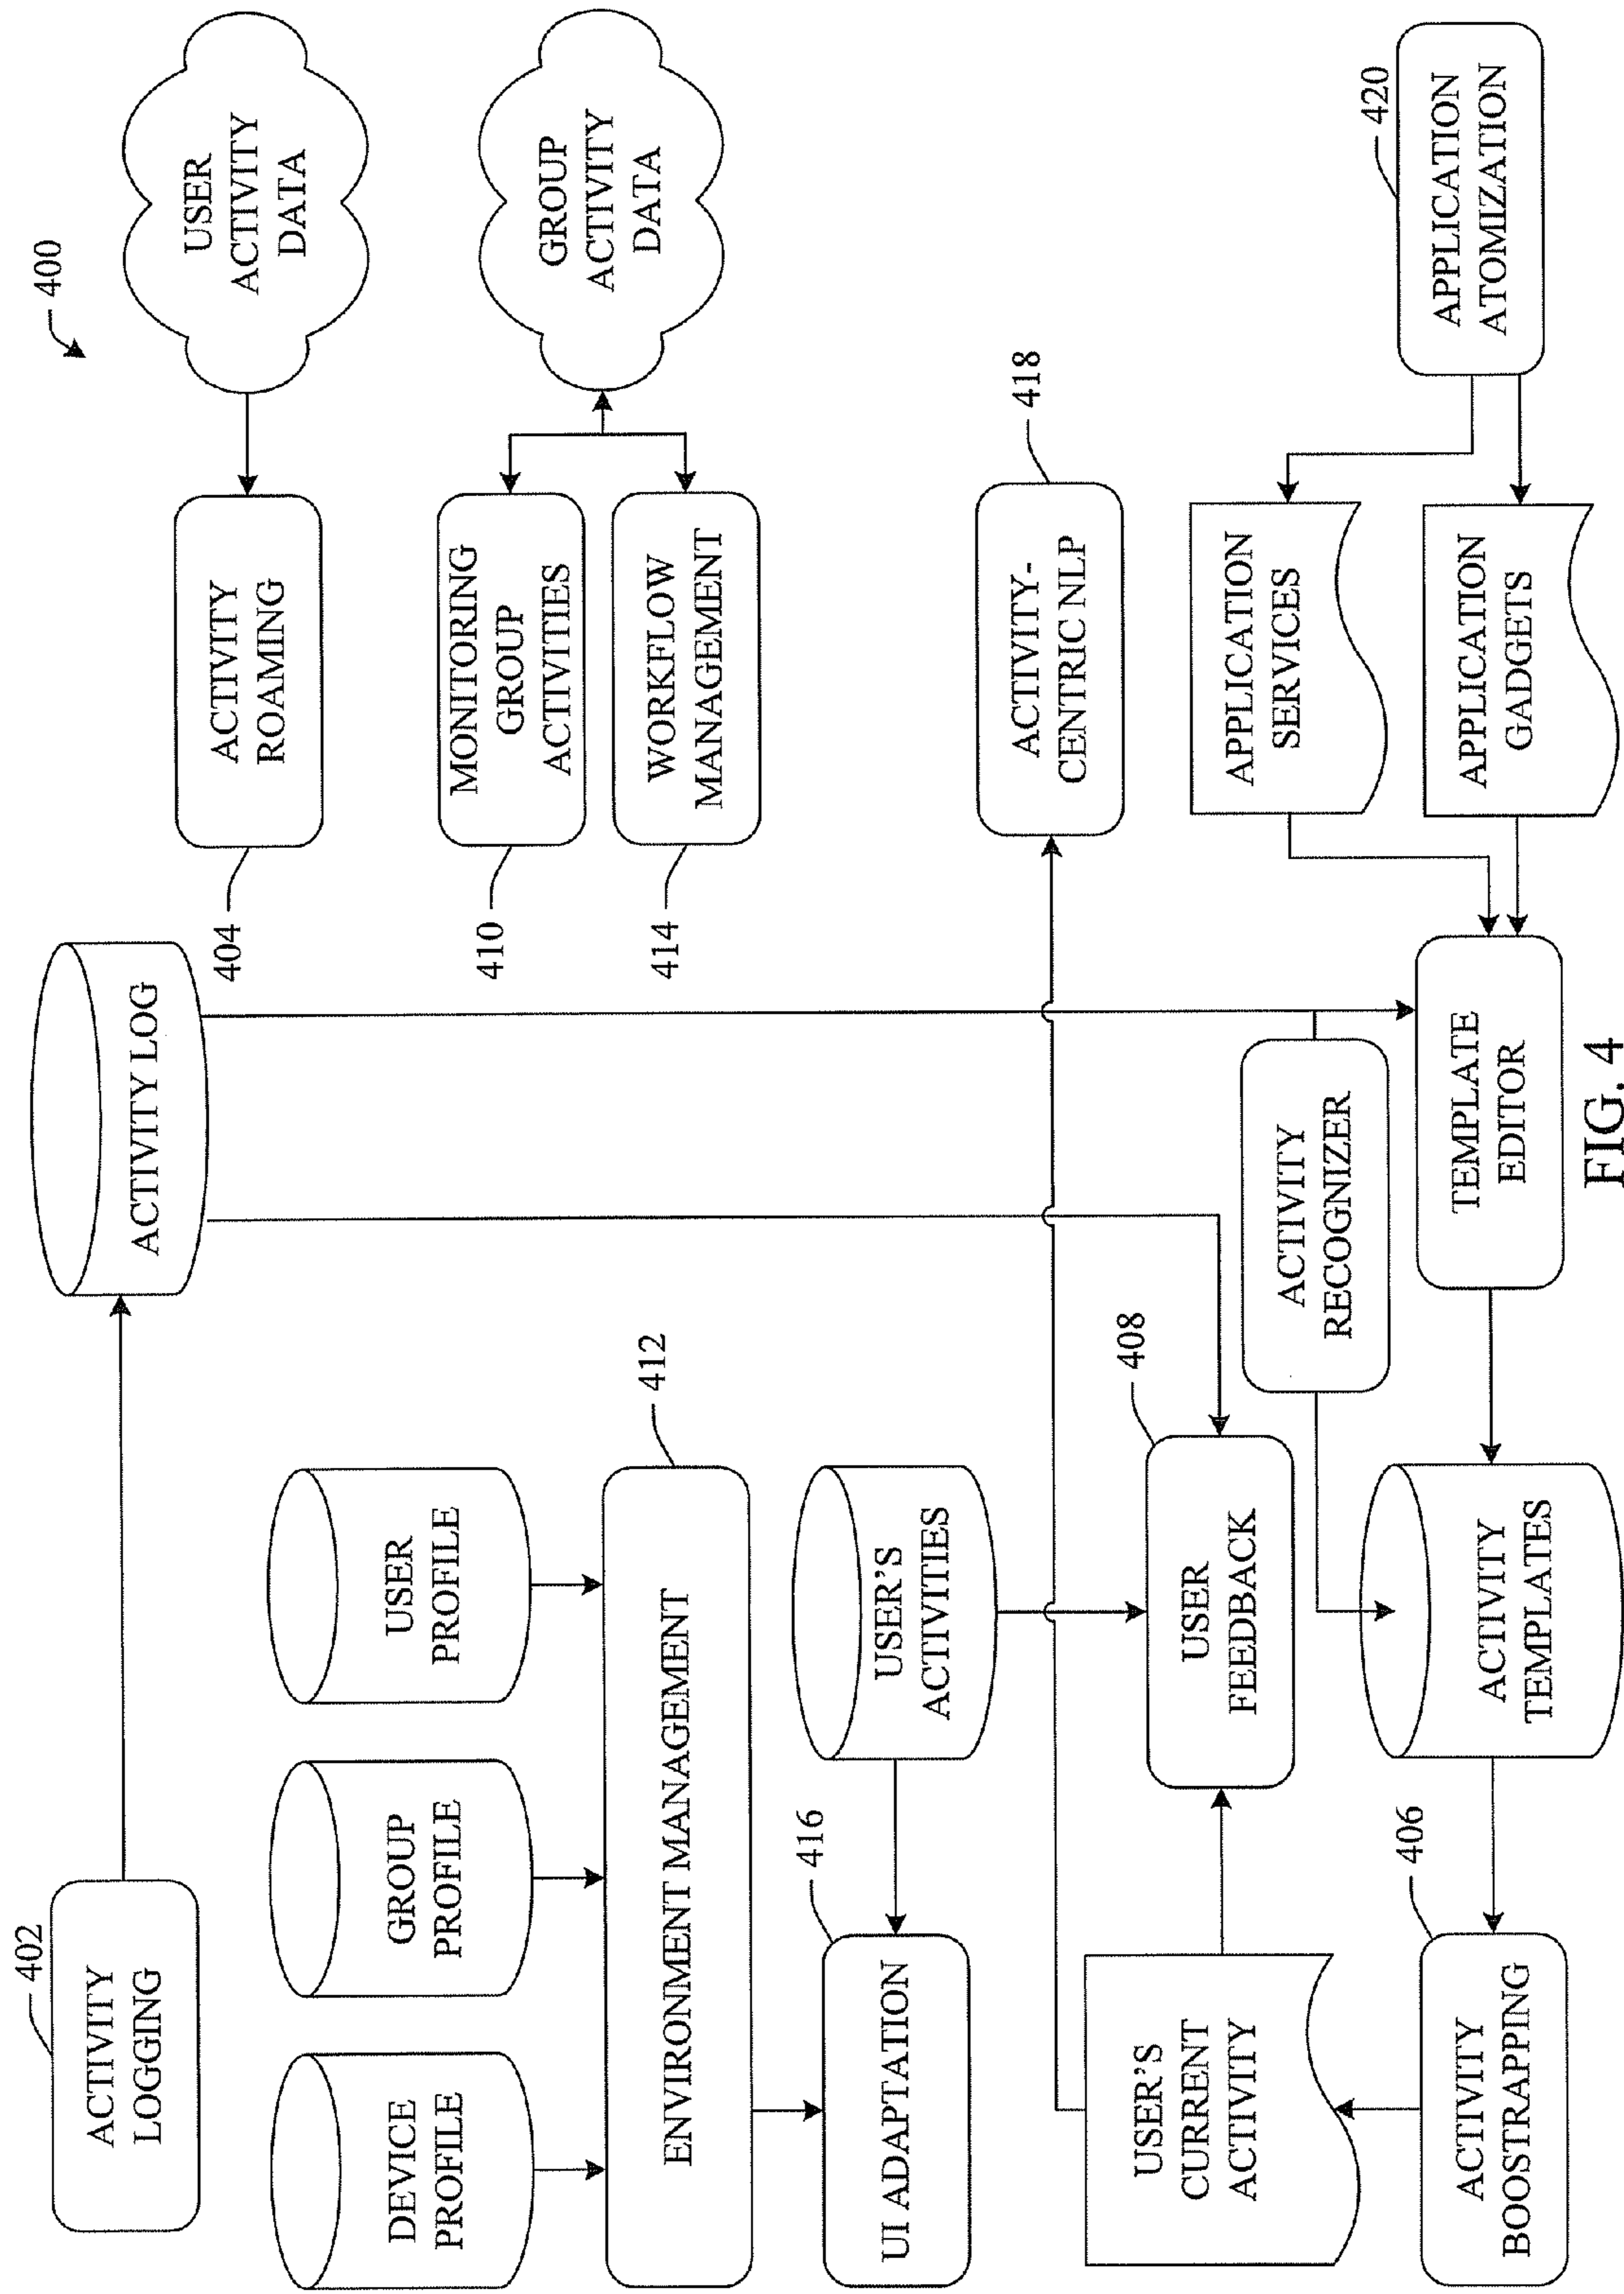 400
402
ACTIVITY
LOGGING
ACTIVITY LOG
404
ACTIVITY
ROAMING
USER
ACTIVITY
DATA
DEVICE
PROFILE
GROUP
PROFILE
USER
PROFILE
410
MONITORING
GROUP
ACTIVITIES
GROUP
ACTIVITY
DATA
412
ENVIRONMENT MANAGEMENT
414
WORKFLOW
MANAGEMENT
416
UI ADAPTATION
USER'S
ACTIVITIES
418
ACTIVITY-
CENTRIC NLP
USER'S
CURRENT
ACTIVITY
408
USER
FEEDBACK
ACTIVITY
RECOGNIZER
APPLICATION
SERVICES
420
APPLICATION
ATOMIZATION
406
ACTIVITY
BOOSTRAPPING
ACTIVITY
TEMPLATES
TEMPLATE
EDITOR
APPLICATION
GADGETS
FIG. 4